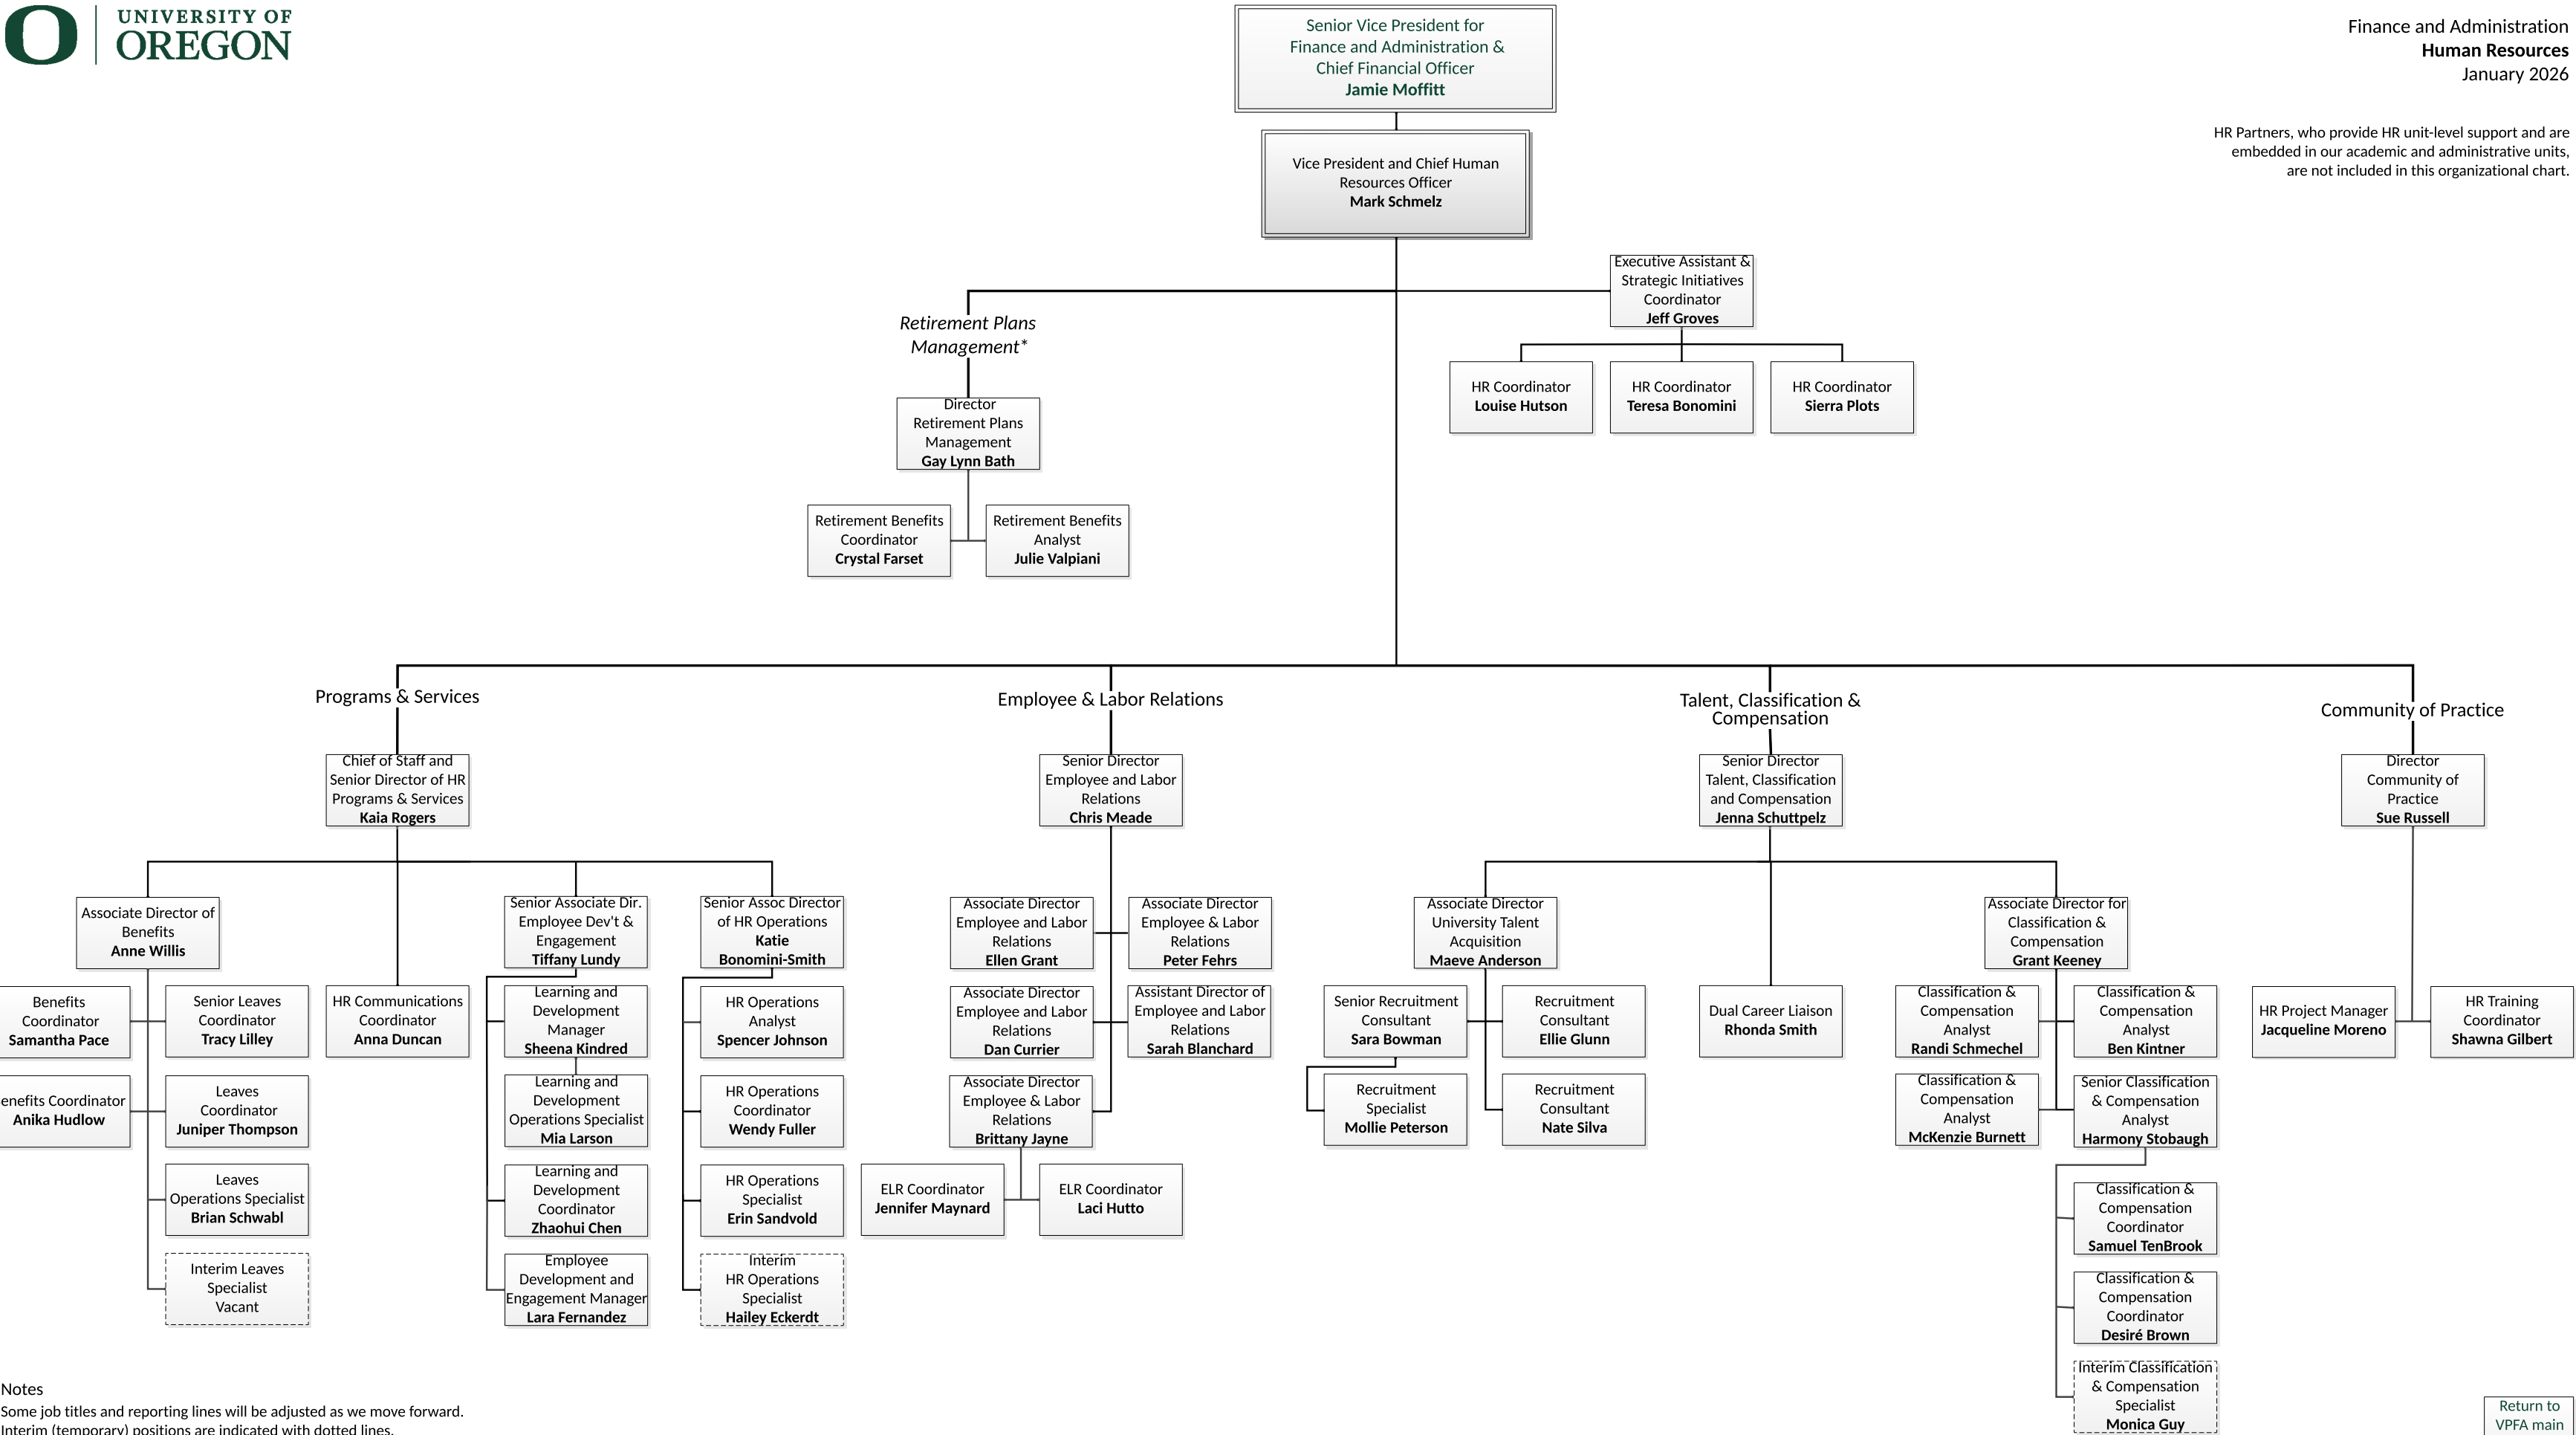 UNIVERSITY OF
OREGON
Senior Vice President for
Finance and Administration &
Chief Financial Officer
Jamie Moffitt
Finance and Administration
Human Resources
January 2026
HR Partners, who provide HR unit-level support and are
embedded in our academic and administrative units,
are not included in this organizational chart.
Vice President and Chief Human
Resources Officer
Mark Schmelz
Executive Assistant &
Strategic Initiatives
Coordinator
Jeff Groves
HR Coordinator
Louise Hutson
HR Coordinator
Teresa Bonomini
HR Coordinator
Sierra Plots
Retirement Plans
Management*
Director
Retirement Plans
Management
Gay Lynn Bath
Retirement Benefits
Coordinator
Crystal Farset
Retirement Benefits
Analyst
Julie Valpiani
Programs & Services
Chief of Staff and
Senior Director of HR
Programs & Services
Kaia Rogers
Associate Director of
Benefits
Anne Willis
Benefits
Coordinator
Samantha Pace
enefits Coordinator
Anika Hudlow
Senior Leaves
Coordinator
Tracy Lilley
Leaves
Coordinator
Juniper Thompson
Leaves
Operations Specialist
Brian Schwabl
Interim Leaves
Specialist
Vacant
HR Communications
Coordinator
Anna Duncan
Senior Associate Dir.
Employee Dev't &
Engagement
Tiffany Lundy
Learning and
Development
Manager
Sheena Kindred
Learning and
Development
Operations Specialist
Mia Larson
Learning and
Development
Coordinator
Zhaohui Chen
Employee
Development and
Engagement Manager
Lara Fernandez
Senior Assoc Director
of HR Operations
Katie
Bonomini-Smith
HR Operations
Analyst
Spencer Johnson
HR Operations
Coordinator
Wendy Fuller
HR Operations
Specialist
Erin Sandvold
Interim
HR Operations
Specialist
Hailey Eckerdt
Employee & Labor Relations
Senior Director
Employee and Labor
Relations
Chris Meade
Associate Director
Employee and Labor
Relations
Ellen Grant
Associate Director
Employee & Labor
Relations
Peter Fehrs
Associate Director
Employee and Labor
Relations
Dan Currier
Assistant Director of
Employee and Labor
Relations
Sarah Blanchard
Associate Director
Employee & Labor
Relations
Brittany Jayne
ELR Coordinator
Jennifer Maynard
ELR Coordinator
Laci Hutto
Talent, Classification &
Compensation
Senior Director
Talent, Classification
and Compensation
Jenna Schuttpelz
Associate Director
University Talent
Acquisition
Maeve Anderson
Senior Recruitment
Consultant
Sara Bowman
Recruitment
Consultant
Ellie Glunn
Recruitment
Specialist
Mollie Peterson
Recruitment
Consultant
Nate Silva
Dual Career Liaison
Rhonda Smith
Associate Director for
Classification &
Compensation
Grant Keeney
Classification &
Compensation
Analyst
Randi Schmechel
Classification &
Compensation
Analyst
Ben Kintner
Classification &
Compensation
Analyst
McKenzie Burnett
Senior Classification
& Compensation
Analyst
Harmony Stobaugh
Classification &
Compensation
Coordinator
Samuel TenBrook
Classification &
Compensation
Coordinator
Desiré Brown
Interim Classification
& Compensation
Specialist
Monica Guy
Community of Practice
Director
Community of
Practice
Sue Russell
HR Project Manager
Jacqueline Moreno
HR Training
Coordinator
Shawna Gilbert
Notes
Some job titles and reporting lines will be adjusted as we move forward.
Interim (temporary) positions are indicated with dotted lines.
Return to
VPFA main